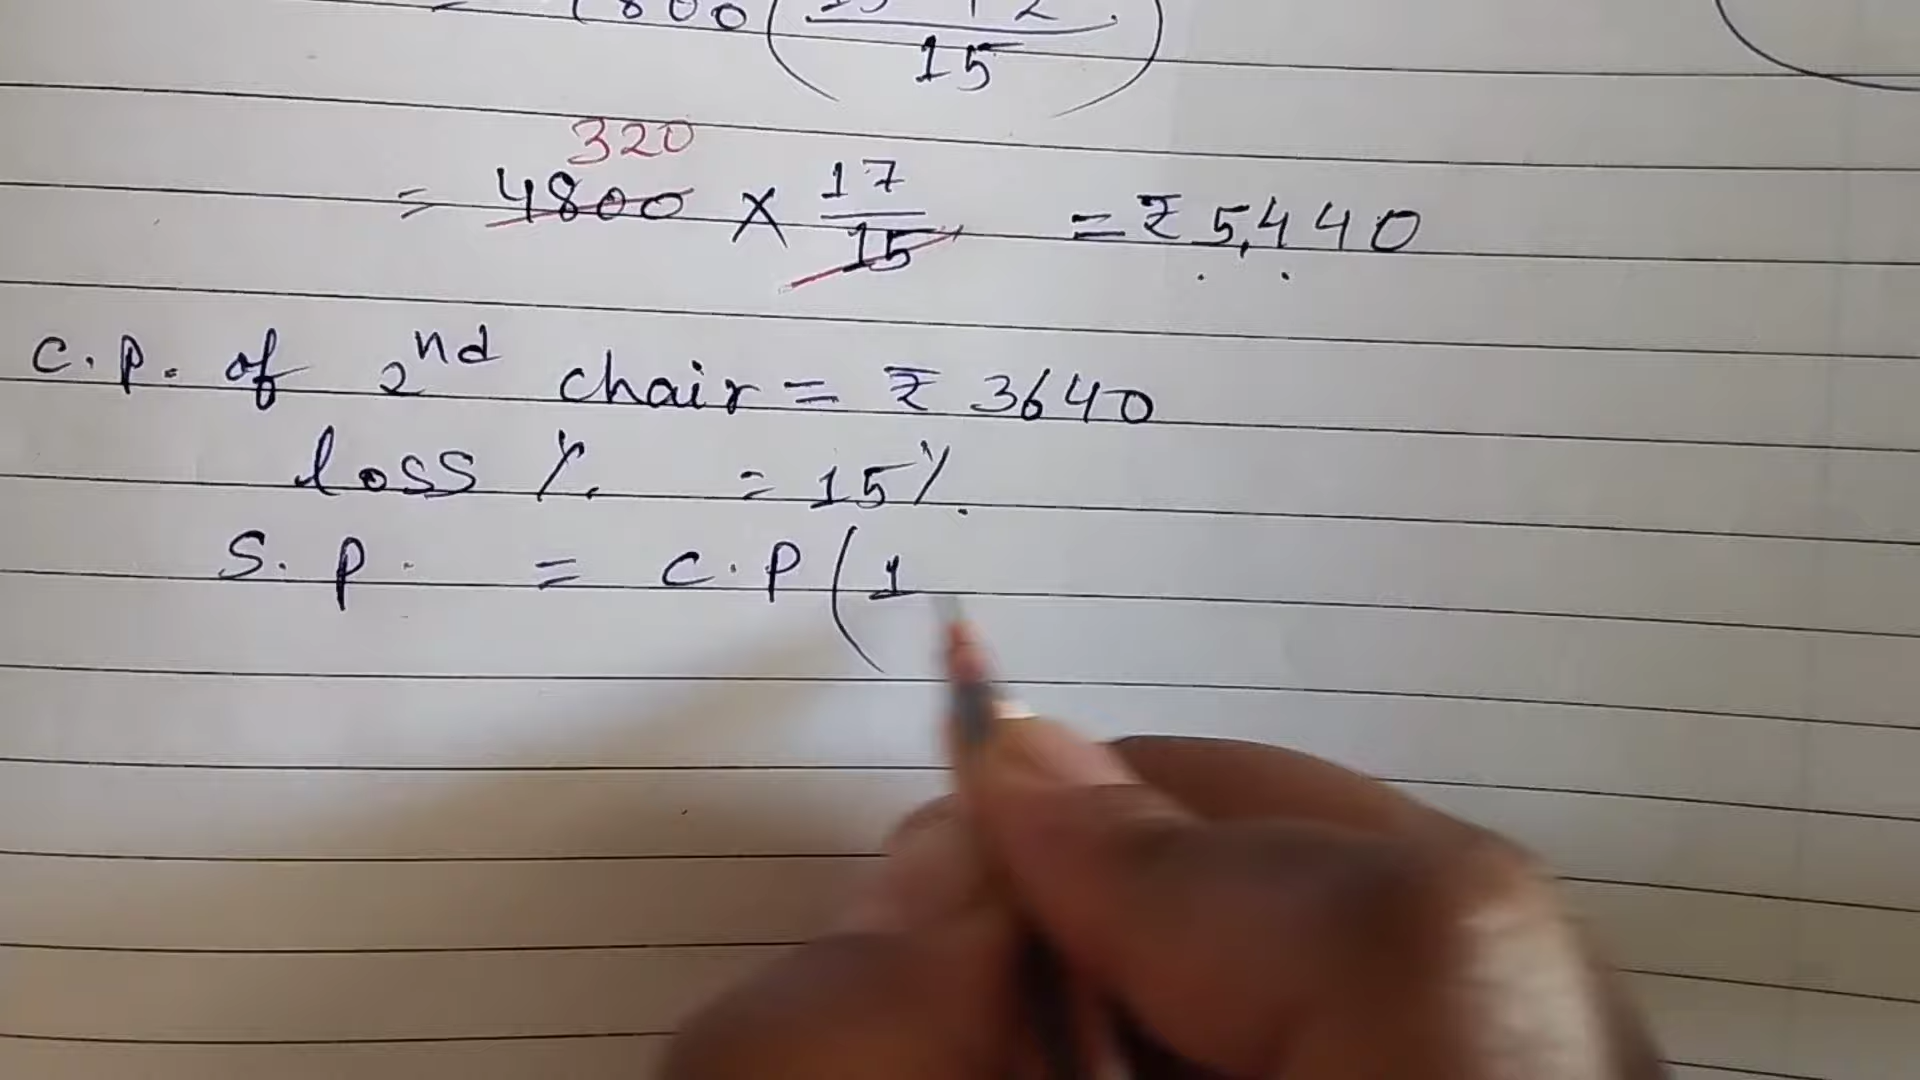 15
320
= 4800 × 17/15 = ₹ 5,440
C.P. of 2nd chair = ₹ 3640
loss % = 15%
S.P. = C.P (1